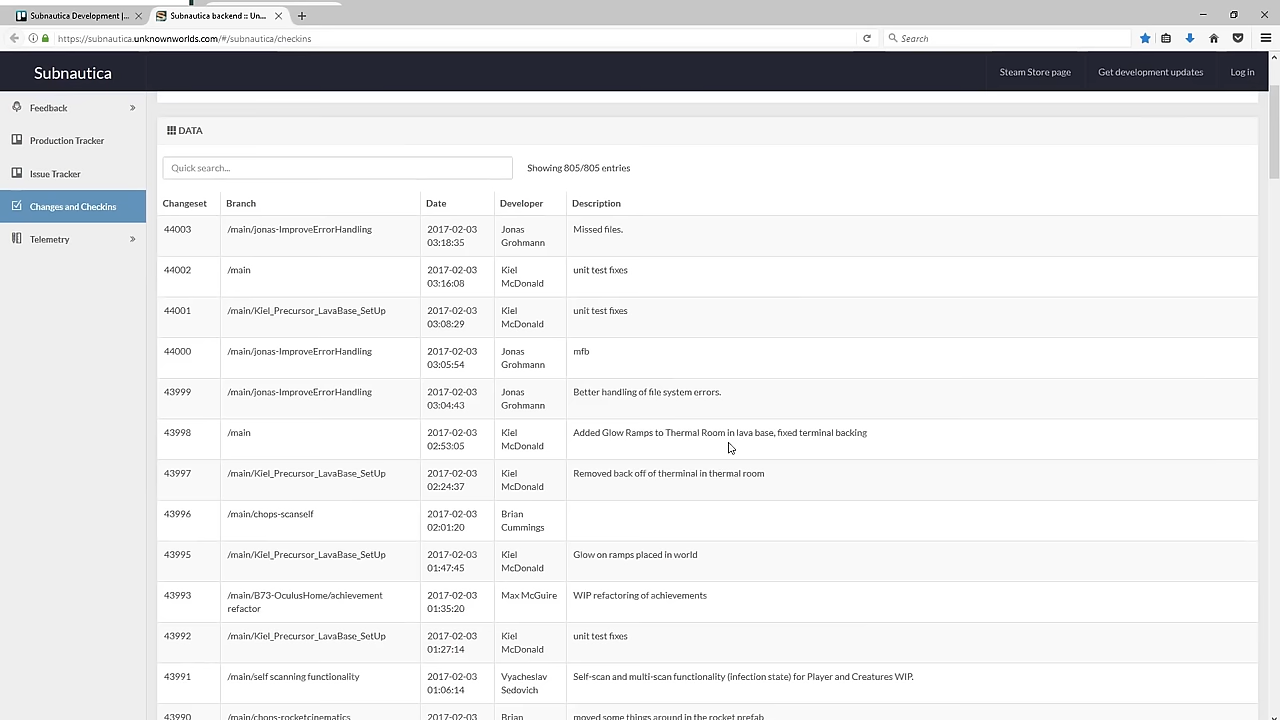 Subnautica Development |...
Subnautica backend :: Un...
https://subnautica.unknownworlds.com/#/subnautica/checkins
Search
Subnautica
Steam Store page
Get development updates
Log in
Feedback
Production Tracker
Issue Tracker
Changes and Checkins
Telemetry
DATA
Quick search...
Showing 805/805 entries
Changeset Branch Date Developer Description
44003 /main/jonas-ImproveErrorHandling 2017-02-03 Jonas Missed files.
03:18:35 Grohmann
44002 /main 2017-02-03 Kiel unit test fixes
03:16:08 McDonald
44001 /main/Kiel_Precursor_LavaBase_SetUp 2017-02-03 Kiel unit test fixes
03:08:29 McDonald
44000 /main/jonas-ImproveErrorHandling 2017-02-03 Jonas mfb
03:05:54 Grohmann
43999 /main/jonas-ImproveErrorHandling 2017-02-03 Jonas Better handling of file system errors.
03:04:43 Grohmann
43998 /main 2017-02-03 Kiel Added Glow Ramps to Thermal Room in lava base, fixed terminal backing
02:53:05 McDonald
43997 /main/Kiel_Precursor_LavaBase_SetUp 2017-02-03 Kiel Removed back off of therminal in thermal room
02:24:37 McDonald
43996 /main/chops-scanself 2017-02-03 Brian
02:01:20 Cummings
43995 /main/Kiel_Precursor_LavaBase_SetUp 2017-02-03 Kiel Glow on ramps placed in world
01:47:45 McDonald
43993 /main/B73-OculusHome/achievement 2017-02-03 Max McGuire WIP refactoring of achievements
refactor 01:35:20
43992 /main/Kiel_Precursor_LavaBase_SetUp 2017-02-03 Kiel unit test fixes
01:27:14 McDonald
43991 /main/self scanning functionality 2017-02-03 Vyacheslav Self-scan and multi-scan functionality (infection state) for Player and Creatures WIP.
01:06:14 Sedovich
43990 /main/chops-rocketcinematics 2017-02-03 Brian moved some things around in the rocket prefab